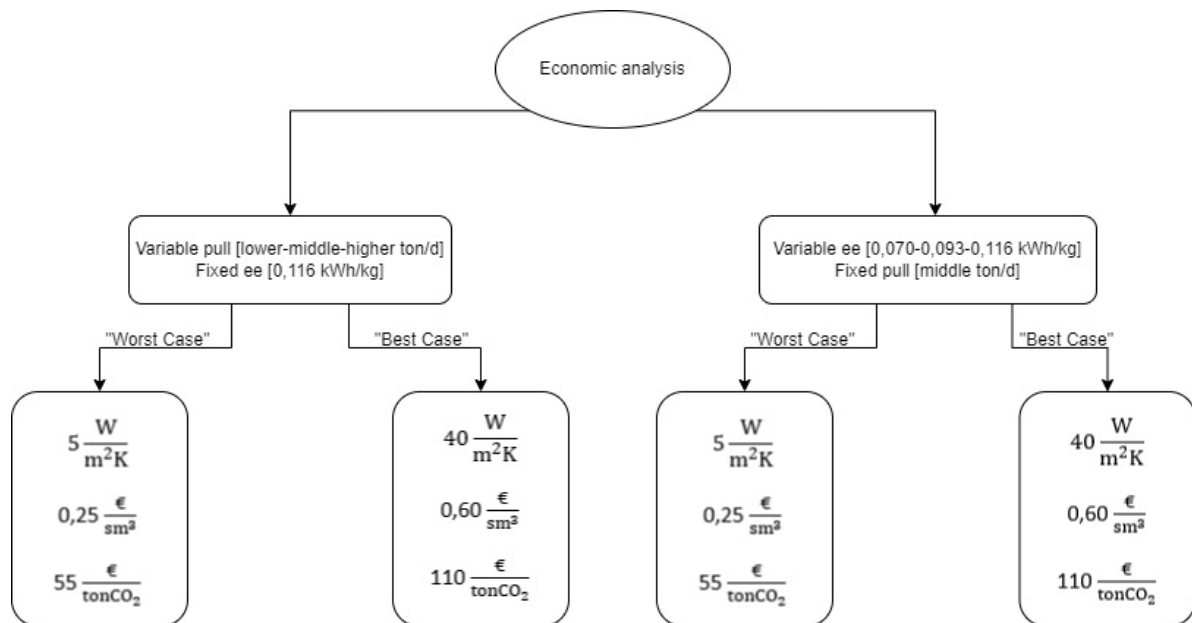 Economic analysis
Variable pull [lower-middle-higher ton/d]
Fixed ee [0,116 kWh/kg]
Variable ee [0,070-0,093-0,116 kWh/kg]
Fixed pull [middle ton/d]
"Worst Case"
"Best Case"
"Worst Case"
"Best Case"
5 W/m²K
0,25 €/sm³
55 €/tonCO₂
40 W/m²K
0,60 €/sm³
110 €/tonCO₂
5 W/m²K
0,25 €/sm³
55 €/tonCO₂
40 W/m²K
0,60 €/sm³
110 €/tonCO₂